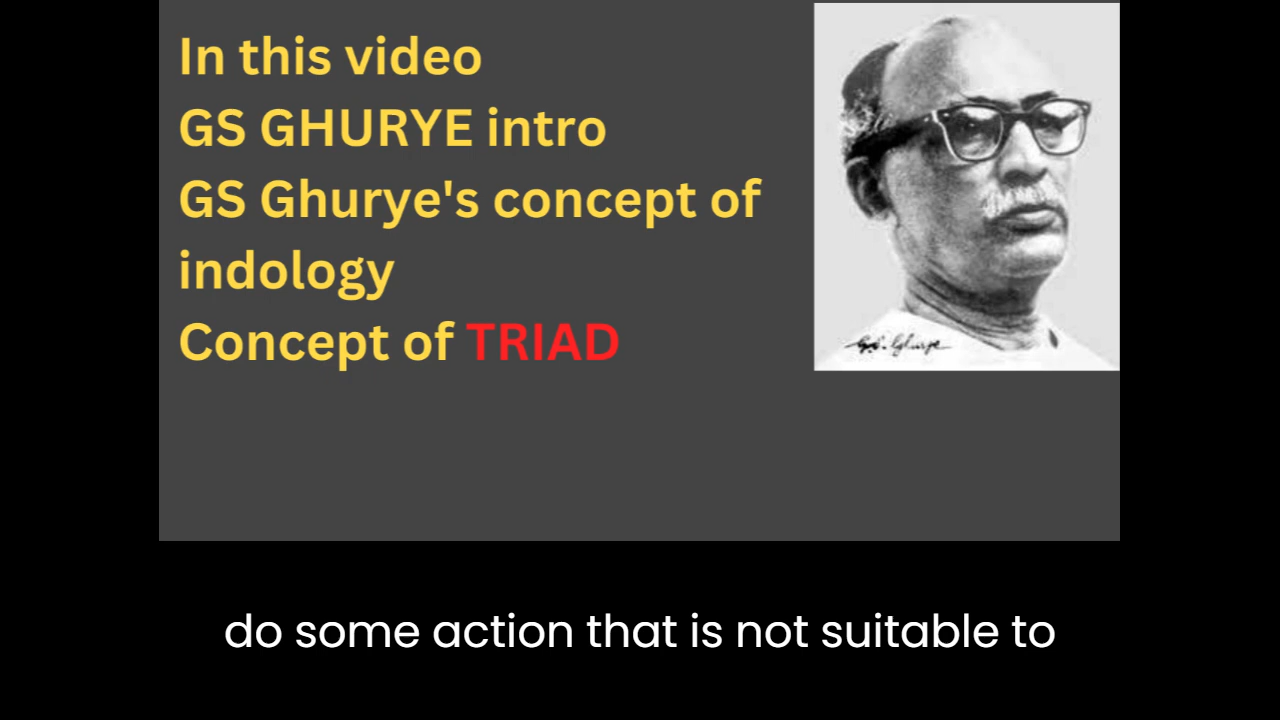 In this video
GS GHURYE intro
GS Ghurye's concept of
indology
Concept of TRIAD
G.S. Ghurye
do some action that is not suitable to